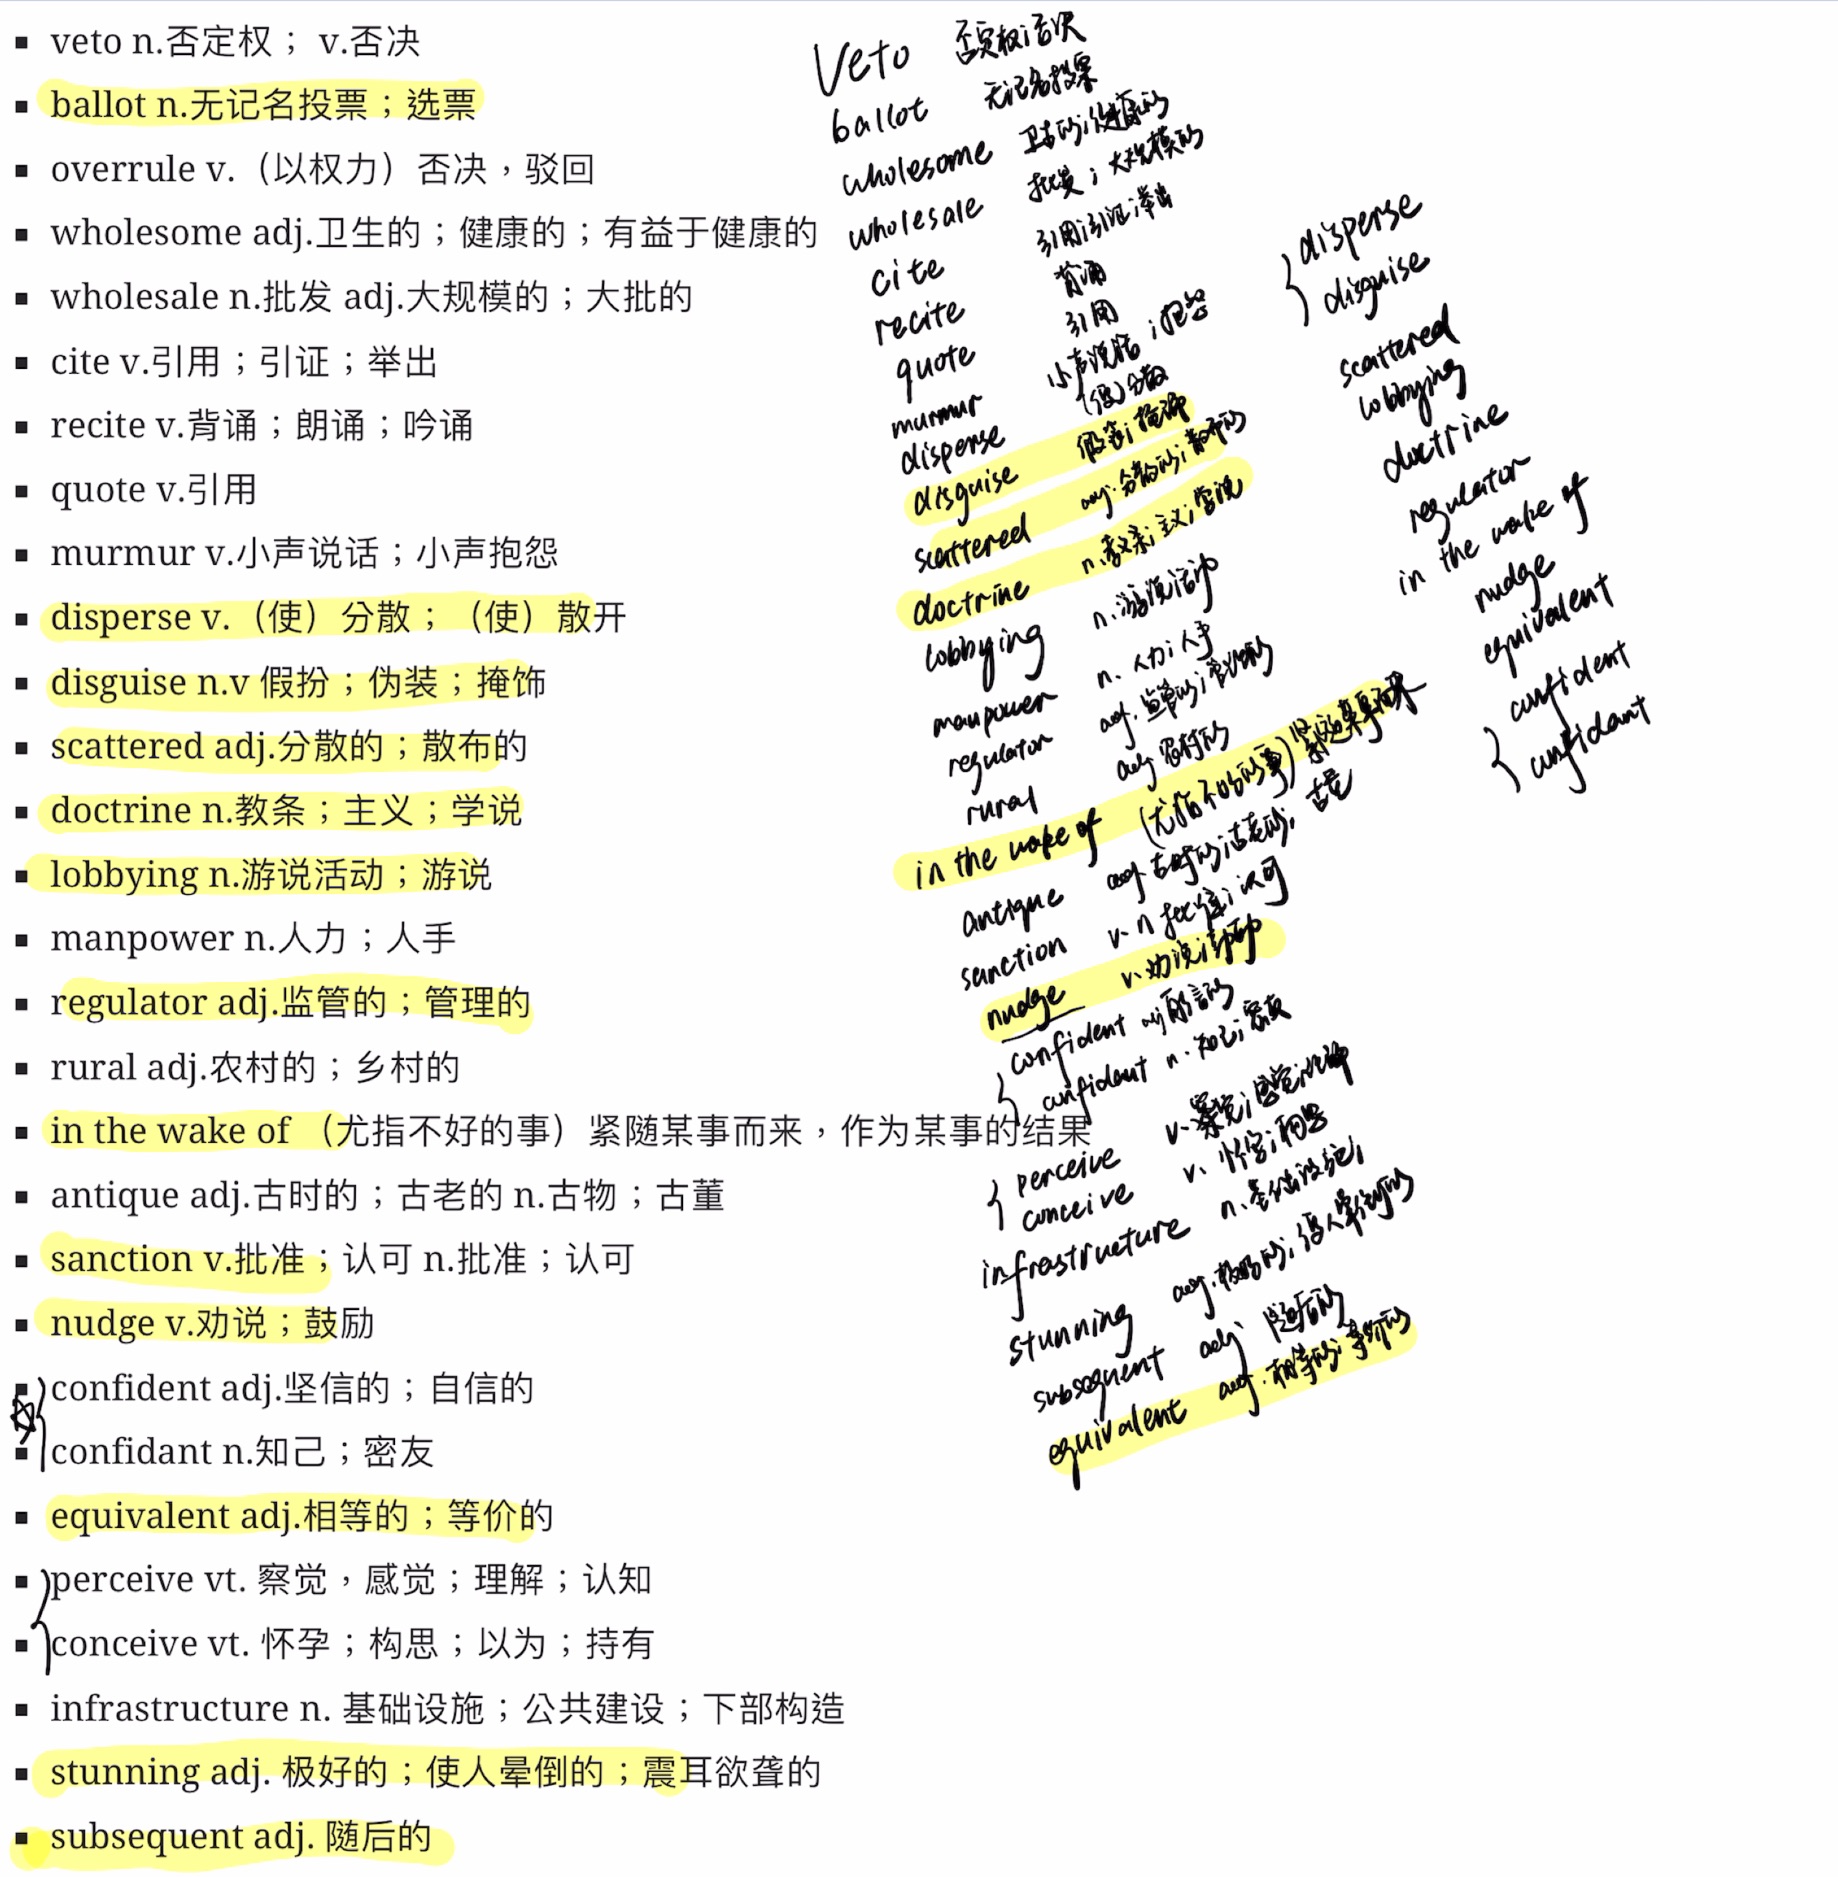 ▪ veto n.否定权； v.否决
▪ ballot n.无记名投票；选票
▪ overrule v.（以权力）否决，驳回
▪ wholesome adj.卫生的；健康的；有益于健康的
▪ wholesale n.批发 adj.大规模的；大批的
▪ cite v.引用；引证；举出
▪ recite v.背诵；朗诵；吟诵
▪ quote v.引用
▪ murmur v.小声说话；小声抱怨
▪ disperse v.（使）分散；（使）散开
▪ disguise n.v 假扮；伪装；掩饰
▪ scattered adj.分散的；散布的
▪ doctrine n.教条；主义；学说
▪ lobbying n.游说活动；游说
▪ manpower n.人力；人手
▪ regulator adj.监管的；管理的
▪ rural adj.农村的；乡村的
▪ in the wake of （尤指不好的事）紧随某事而来，作为某事的结果
▪ antique adj.古时的；古老的 n.古物；古董
▪ sanction v.批准；认可 n.批准；认可
▪ nudge v.劝说；鼓励
▪ confident adj.坚信的；自信的
▪ confidant n.知己；密友
▪ equivalent adj.相等的；等价的
▪ perceive vt. 察觉，感觉；理解；认知
▪ conceive vt. 怀孕；构思；以为；持有
▪ infrastructure n. 基础设施；公共建设；下部构造
▪ stunning adj. 极好的；使人晕倒的；震耳欲聋的
▪ subsequent adj. 随后的
Veto 否定权；否决
ballot 无记名投票
wholesome 卫生的；健康的
wholesale 批发；大规模的
cite 引用；引证；举出
recite 背诵
quote 引用
murmur 小声说话；抱怨
disperse （使）分散
disguise 假装；掩饰
scattered adj.分散的；散布的
doctrine n.教条；主义；学说
lobbying n.游说活动
manpower n.人力；人手
regulator adj.监管的；管理的
rural adj 农村的
in the wake of （尤指不好的事）紧随某事而来
antique adj.古时的；古老的，古董
sanction v. n 批准；认可
nudge v.劝说；鼓励
confident adj
confidant n.知己；密友
perceive v.察觉；感觉；理解
conceive v.怀孕；构思
infrastructure n.基础设施，
stunning adj.极好的；使人晕倒的
subsequent adj 随后的
equivalent adj.相等的；等价的
disperse
disguise
scattered
lobbying
doctrine
regulator
in the wake of
nudge
equivalent
confident
confidant